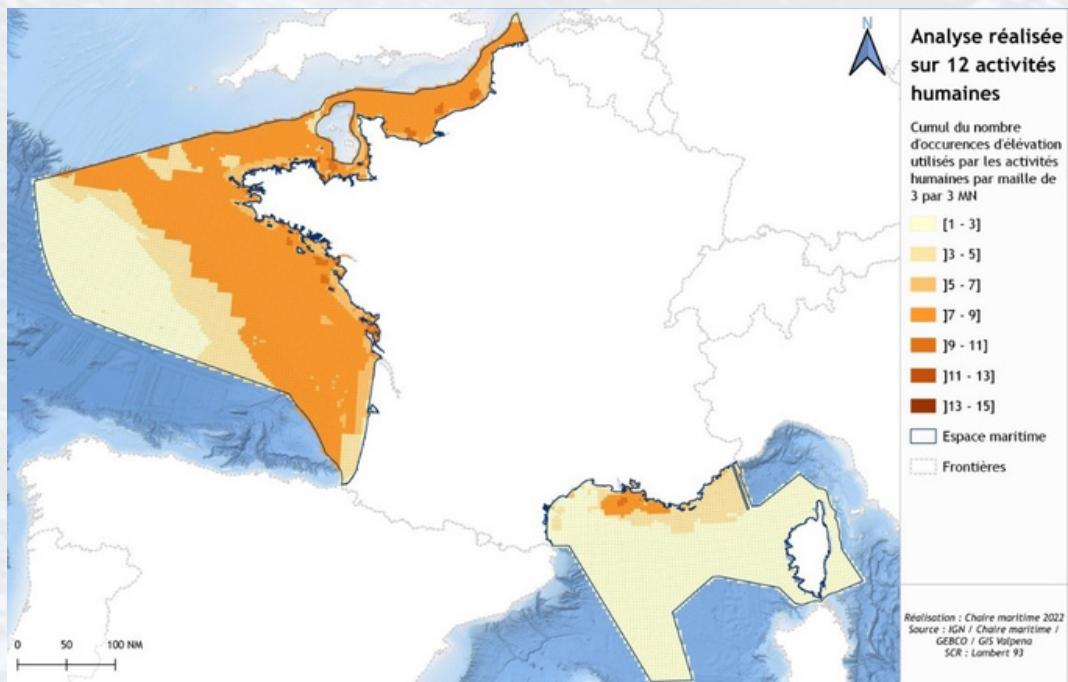 N
Analyse réalisée
sur 12 activités
humaines
Cumul du nombre
d'occurences d'élévation
utilisés par les activités
humaines par maille de
3 par 3 MN
[1 - 3]
]3 - 5]
]5 - 7]
]7 - 9]
]9 - 11]
]11 - 13]
]13 - 15]
Espace maritime
Frontières
Réalisation : Chaire maritime 2022
Source : IGN / Chaire maritime /
GEBCO / GIS Valpena
SCR : Lambert 93
0 50 100 NM